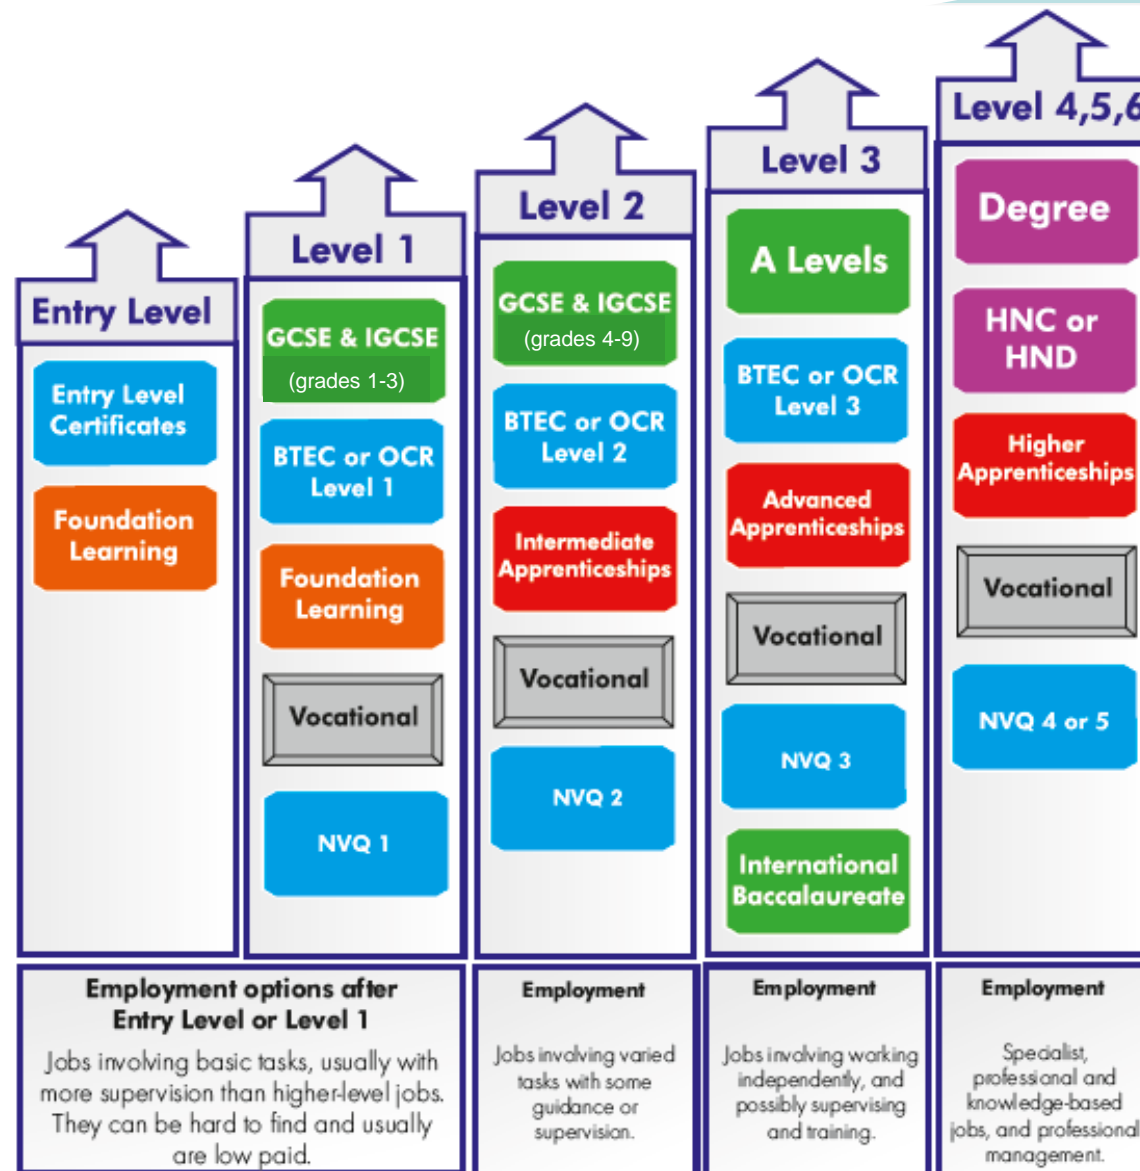 Entry Level
Entry Level
Certificates
Foundation
Learning
Level 1
GCSE & IGCSE
(grades 1-3)
BTEC or OCR
Level 1
Foundation
Learning
Vocational
NVQ 1
Level 2
GCSE & IGCSE
(grades 4-9)
BTEC or OCR
Level 2
Intermediate
Apprenticeships
Vocational
NVQ 2
Level 3
A Levels
BTEC or OCR
Level 3
Advanced
Apprenticeships
Vocational
NVQ 3
International
Baccalaureate
Level 4,5,6
Degree
HNC or
HND
Higher
Apprenticeships
Vocational
NVQ 4 or 5
Employment options after
Entry Level or Level 1
Jobs involving basic tasks, usually with
more supervision than higher-level jobs.
They can be hard to find and usually
are low paid.
Employment
Jobs involving varied
tasks with some
guidance or
supervision.
Employment
Jobs involving working
independently, and
possibly supervising
and training.
Employment
Specialist,
professional and
knowledge-based
jobs, and professional
management.